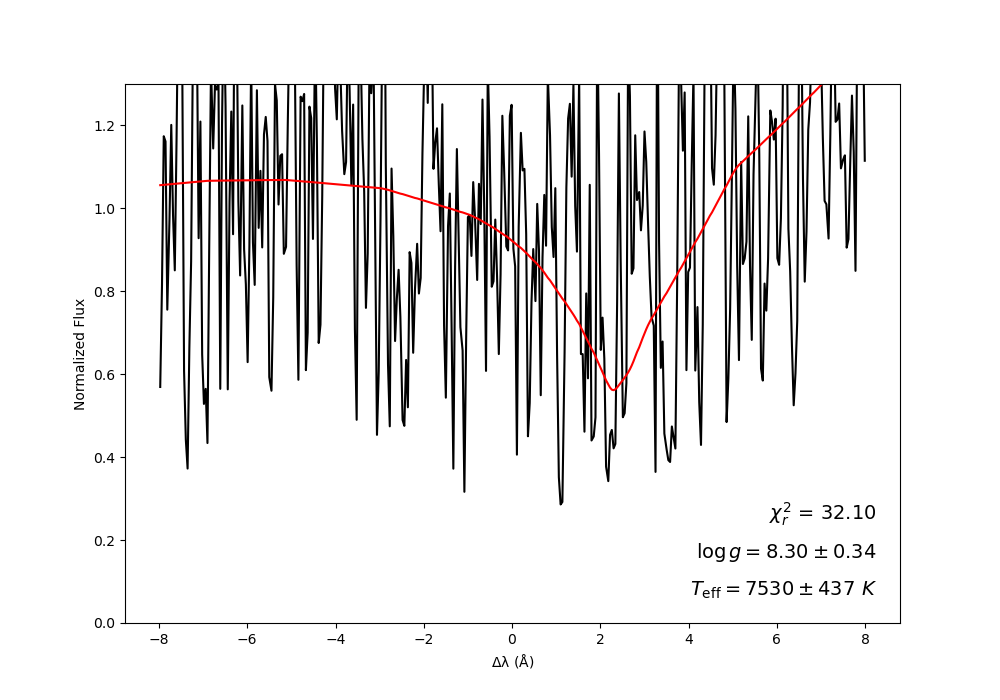 1.2
1.0
0.8
0.6
0.4
0.2
0.0
Normalized Flux
χ²ᵣ = 32.10
log g = 8.30 ± 0.34
T_eff = 7530 ± 437 K
−8 −6 −4 −2 0 2 4 6 8
Δλ (Å)